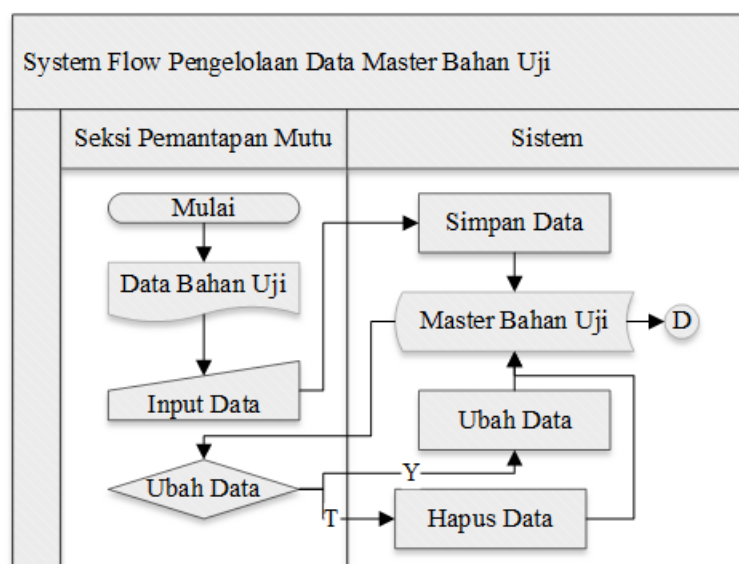 System Flow Pengelolaan Data Master Bahan Uji
Seksi Pemantapan Mutu
Sistem
Mulai
Simpan Data
Data Bahan Uji
Master Bahan Uji
D
Input Data
Ubah Data
Ubah Data
Y
T
Hapus Data